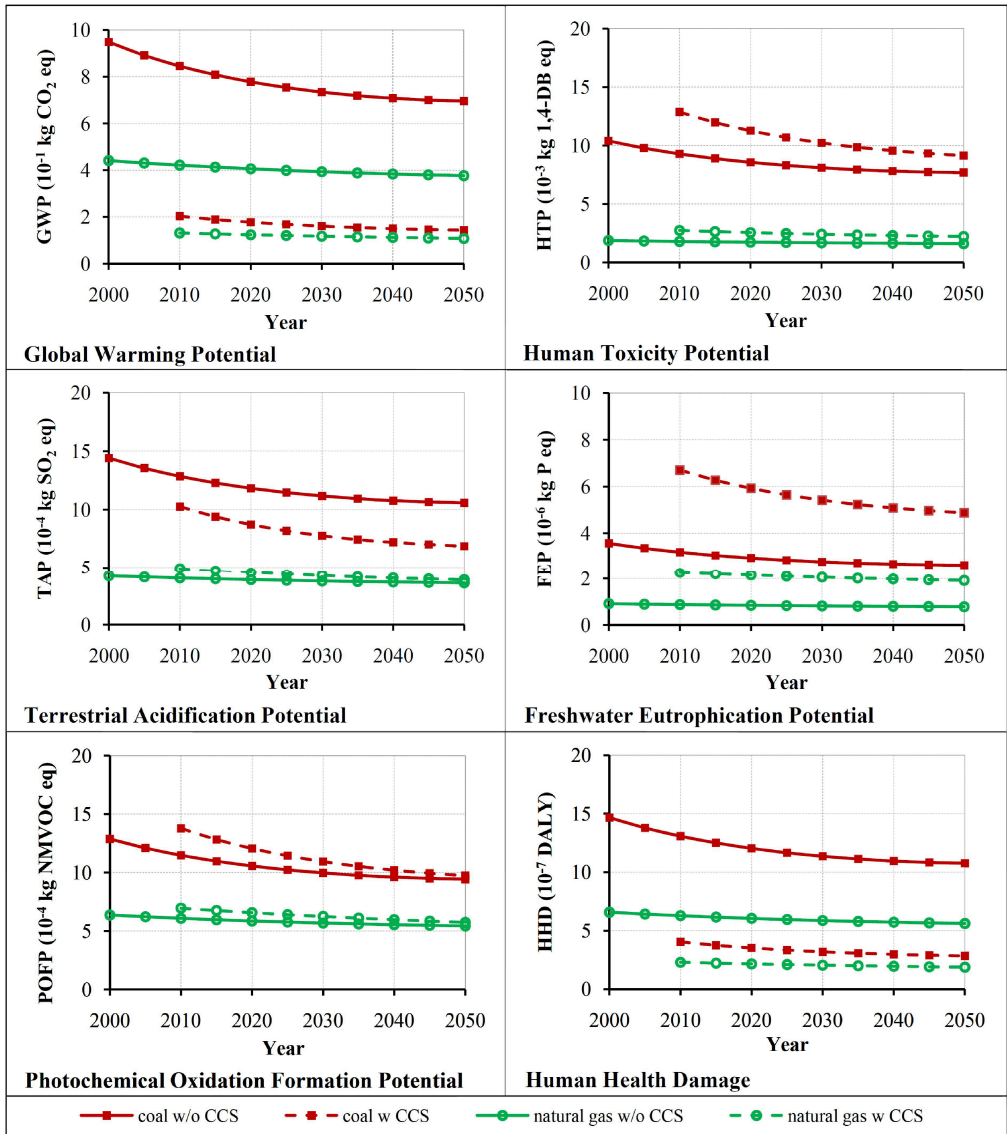 GWP (10⁻¹ kg CO₂ eq)
10
8
6
4
2
0
2000 2010 2020 2030 2040 2050
Year
Global Warming Potential
HTP (10⁻³ kg 1,4-DB eq)
20
15
10
5
0
2000 2010 2020 2030 2040 2050
Year
Human Toxicity Potential
TAP (10⁻⁴ kg SO₂ eq)
20
15
10
5
0
2000 2010 2020 2030 2040 2050
Year
Terrestrial Acidification Potential
FEP (10⁻⁶ kg P eq)
10
8
6
4
2
0
2000 2010 2020 2030 2040 2050
Year
Freshwater Eutrophication Potential
POFP (10⁻⁴ kg NMVOC eq)
20
15
10
5
0
2000 2010 2020 2030 2040 2050
Year
Photochemical Oxidation Formation Potential
HHD (10⁻⁷ DALY)
20
15
10
5
0
2000 2010 2020 2030 2040 2050
Year
Human Health Damage
coal w/o CCS coal w CCS natural gas w/o CCS natural gas w CCS